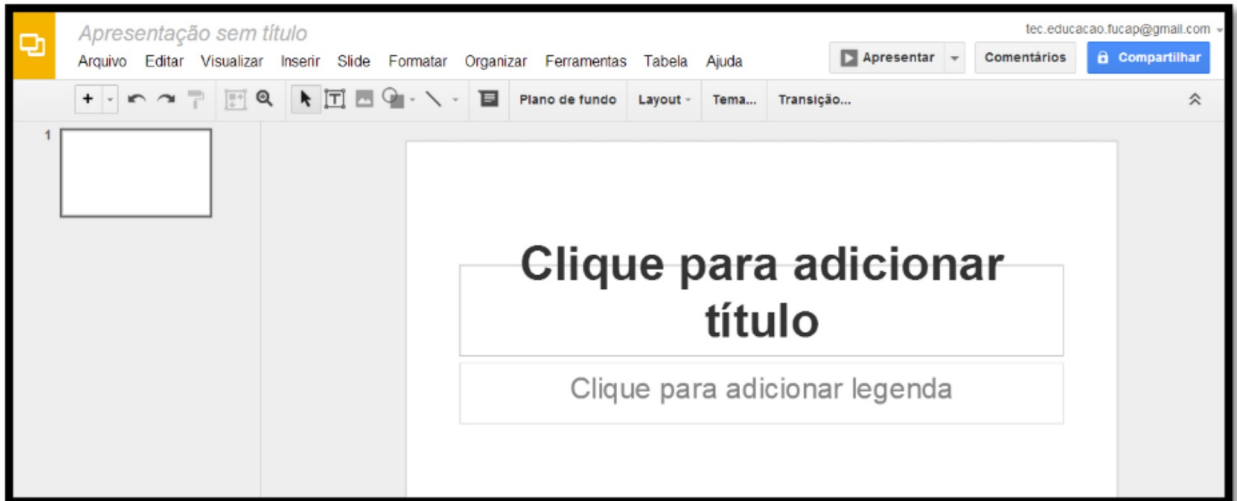 Apresentação sem título
tec.educacao.fucap@gmail.com
Arquivo Editar Visualizar Inserir Slide Formatar Organizar Ferramentas Tabela Ajuda
Apresentar Comentários Compartilhar
Plano de fundo Layout Tema... Transição...
1
Clique para adicionar
título
Clique para adicionar legenda